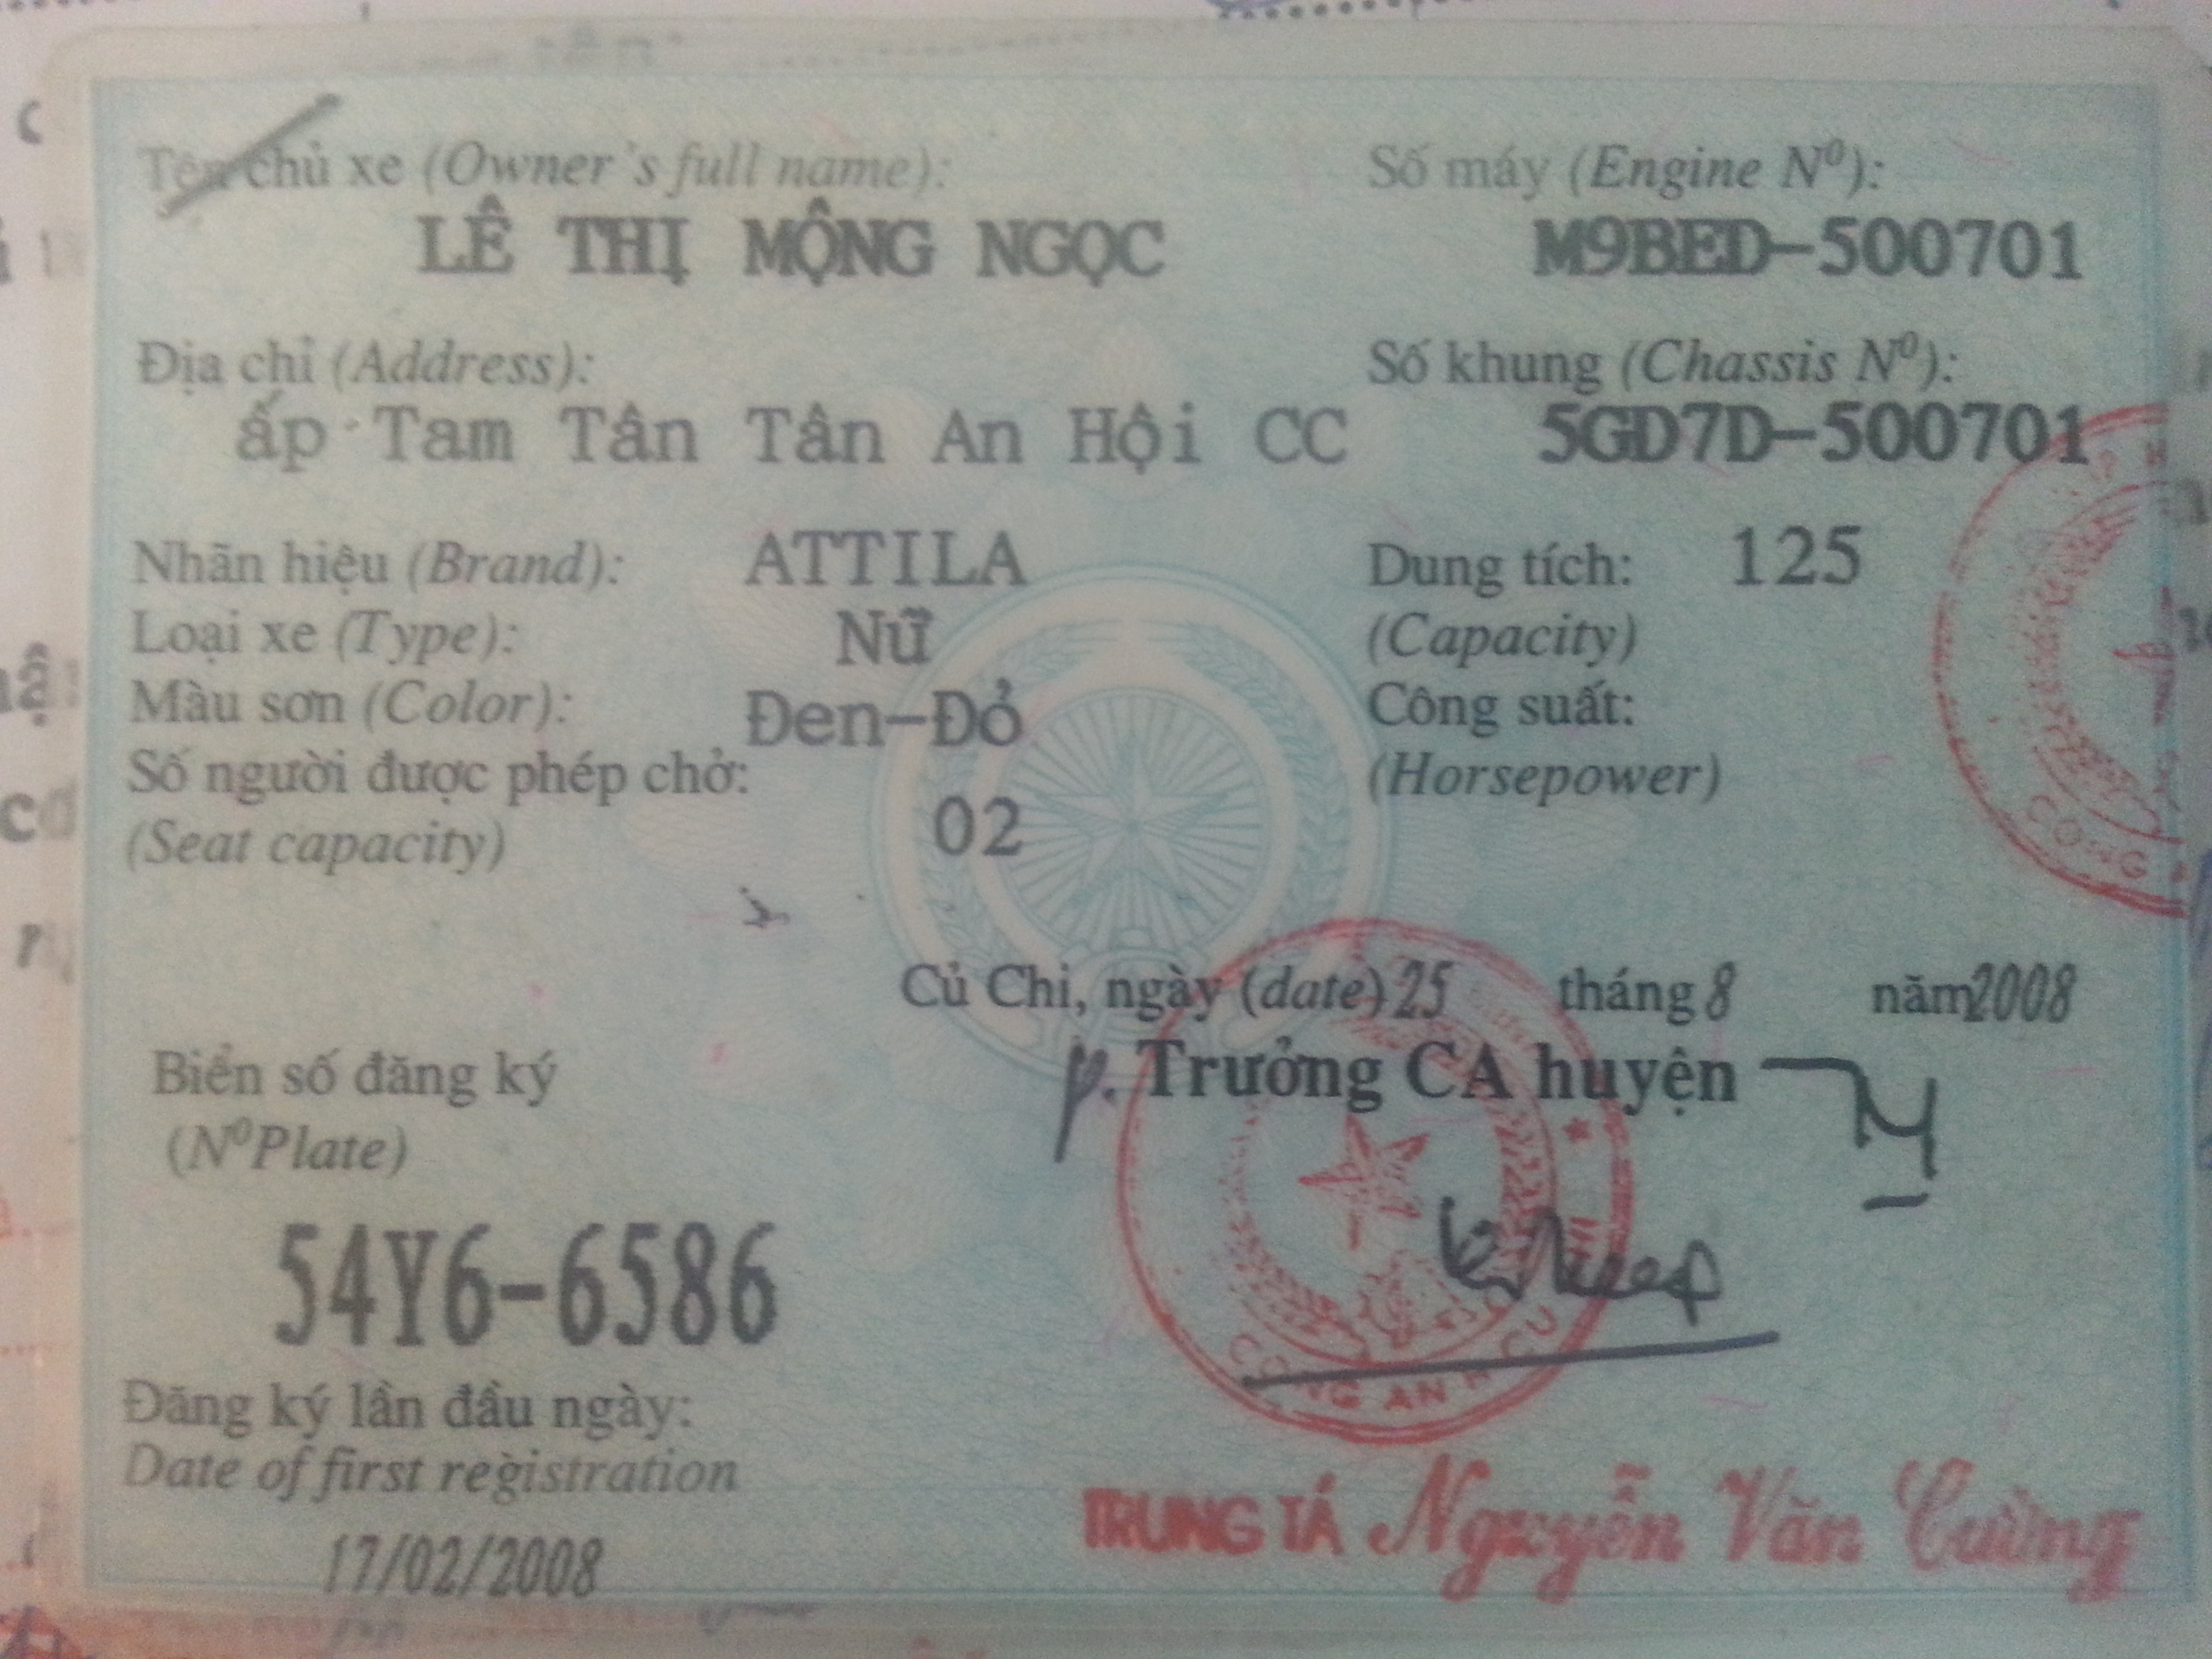 Tên chủ xe (Owner's full name):
LÊ THỊ MỘNG NGỌC
Số máy (Engine Nº):
M9BED-500701
Địa chỉ (Address):
ấp Tam Tân Tân An Hội CC
Số khung (Chassis Nº):
5GD7D-500701
Nhãn hiệu (Brand): ATTILA
Loại xe (Type): Nữ
Màu sơn (Color): Đen-Đỏ
Số người được phép chở:
(Seat capacity) 02
Dung tích: 125
(Capacity)
Công suất:
(Horsepower)
Củ Chi, ngày (date) 25 tháng 8 năm 2008
P. Trưởng CA huyện
Biển số đăng ký
(NºPlate)
54Y6-6586
Đăng ký lần đầu ngày:
Date of first registration
17/02/2008
CÔNG AN H CỦ
CÔNG
TRUNG TÁ Nguyễn Văn Cường